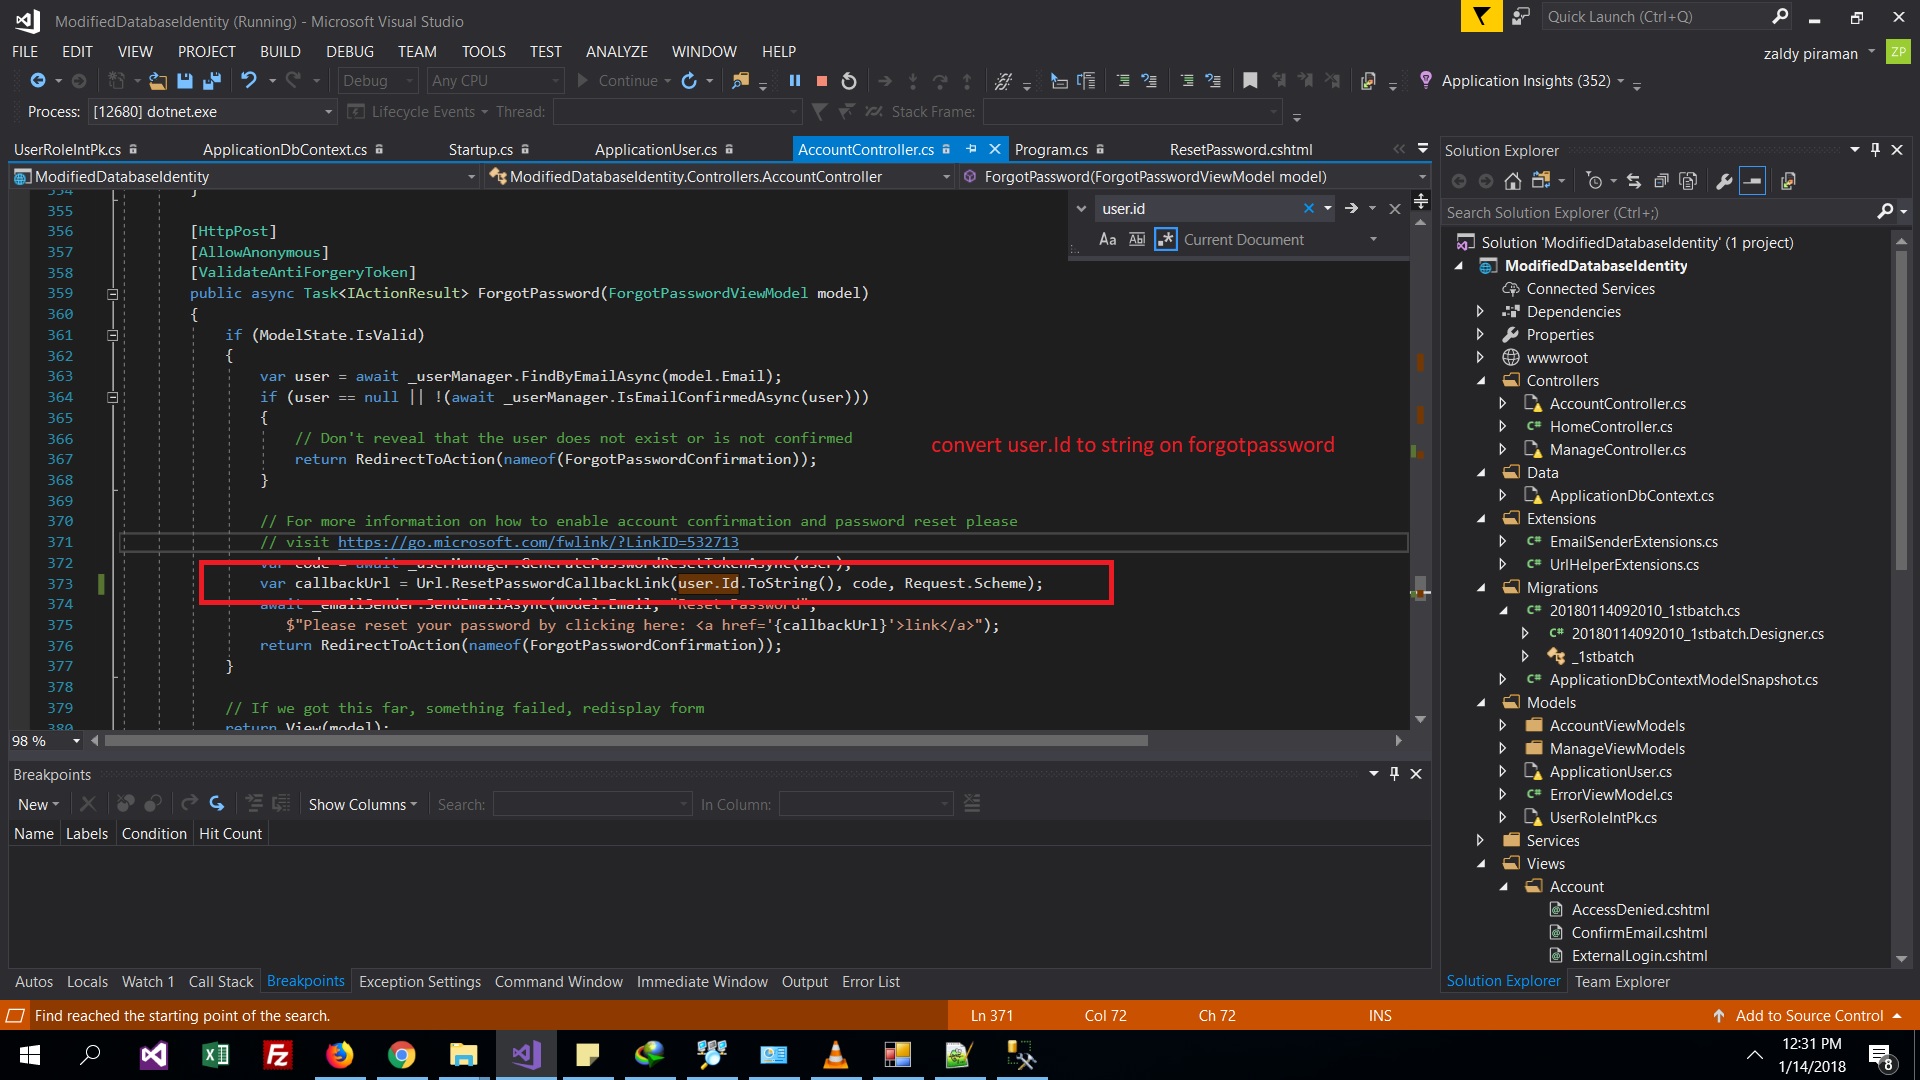 ModifiedDatabaseIdentity (Running) - Microsoft Visual Studio
Quick Launch (Ctrl+Q)
FILE EDIT VIEW PROJECT BUILD DEBUG TEAM TOOLS TEST ANALYZE WINDOW HELP
zaldy piraman ZP
Debug Any CPU Continue Application Insights (352)
Process: [12680] dotnet.exe Lifecycle Events Thread: Stack Frame:
UserRoleIntPk.cs ApplicationDbContext.cs Startup.cs ApplicationUser.cs AccountController.cs Program.cs ResetPassword.cshtml
ModifiedDatabaseIdentity ModifiedDatabaseIdentity.Controllers.AccountController ForgotPassword(ForgotPasswordViewModel model)
user.id
Aa Ab| Current Document
354 }
355
356 [HttpPost]
357 [AllowAnonymous]
358 [ValidateAntiForgeryToken]
359 public async Task<IActionResult> ForgotPassword(ForgotPasswordViewModel model)
360 {
361 if (ModelState.IsValid)
362 {
363 var user = await _userManager.FindByEmailAsync(model.Email);
364 if (user == null || !(await _userManager.IsEmailConfirmedAsync(user)))
365 {
366 // Don't reveal that the user does not exist or is not confirmed
convert user.Id to string on forgotpassword
367 return RedirectToAction(nameof(ForgotPasswordConfirmation));
368 }
369
370 // For more information on how to enable account confirmation and password reset please
371 // visit https://go.microsoft.com/fwlink/?LinkID=532713
372 var code = await _userManager.GeneratePasswordResetTokenAsync(user);
373 var callbackUrl = Url.ResetPasswordCallbackLink(user.Id.ToString(), code, Request.Scheme);
374 await _emailSender.SendEmailAsync(model.Email, "Reset Password",
375 $"Please reset your password by clicking here: <a href='{callbackUrl}'>link</a>");
376 return RedirectToAction(nameof(ForgotPasswordConfirmation));
377 }
378
379 // If we got this far, something failed, redisplay form
380 return View(model);
98 %
Breakpoints
New Show Columns Search: In Column:
Name Labels Condition Hit Count
Autos Locals Watch 1 Call Stack Breakpoints Exception Settings Command Window Immediate Window Output Error List
Solution Explorer
Search Solution Explorer (Ctrl+;)
Solution 'ModifiedDatabaseIdentity' (1 project)
ModifiedDatabaseIdentity
Connected Services
Dependencies
Properties
wwwroot
Controllers
AccountController.cs
HomeController.cs
ManageController.cs
Data
ApplicationDbContext.cs
Extensions
EmailSenderExtensions.cs
UrlHelperExtensions.cs
Migrations
20180114092010_1stbatch.cs
20180114092010_1stbatch.Designer.cs
_1stbatch
ApplicationDbContextModelSnapshot.cs
Models
AccountViewModels
ManageViewModels
ApplicationUser.cs
ErrorViewModel.cs
UserRoleIntPk.cs
Services
Views
Account
AccessDenied.cshtml
ConfirmEmail.cshtml
ExternalLogin.cshtml
Solution Explorer Team Explorer
Find reached the starting point of the search. Ln 371 Col 72 Ch 72 INS Add to Source Control
12:31 PM
1/14/2018
8